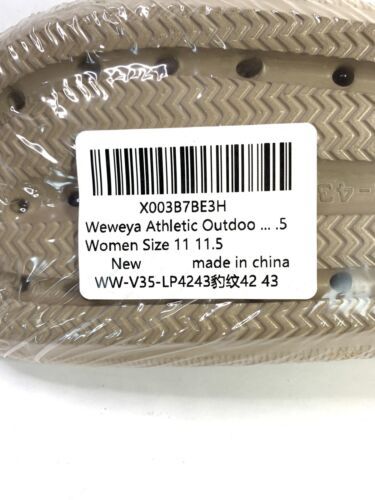 X003B7BE3H
Weweya Athletic Outdoo ... .5
Women Size 11 11.5
New made in china
WW-V35-LP4243豹纹42 43